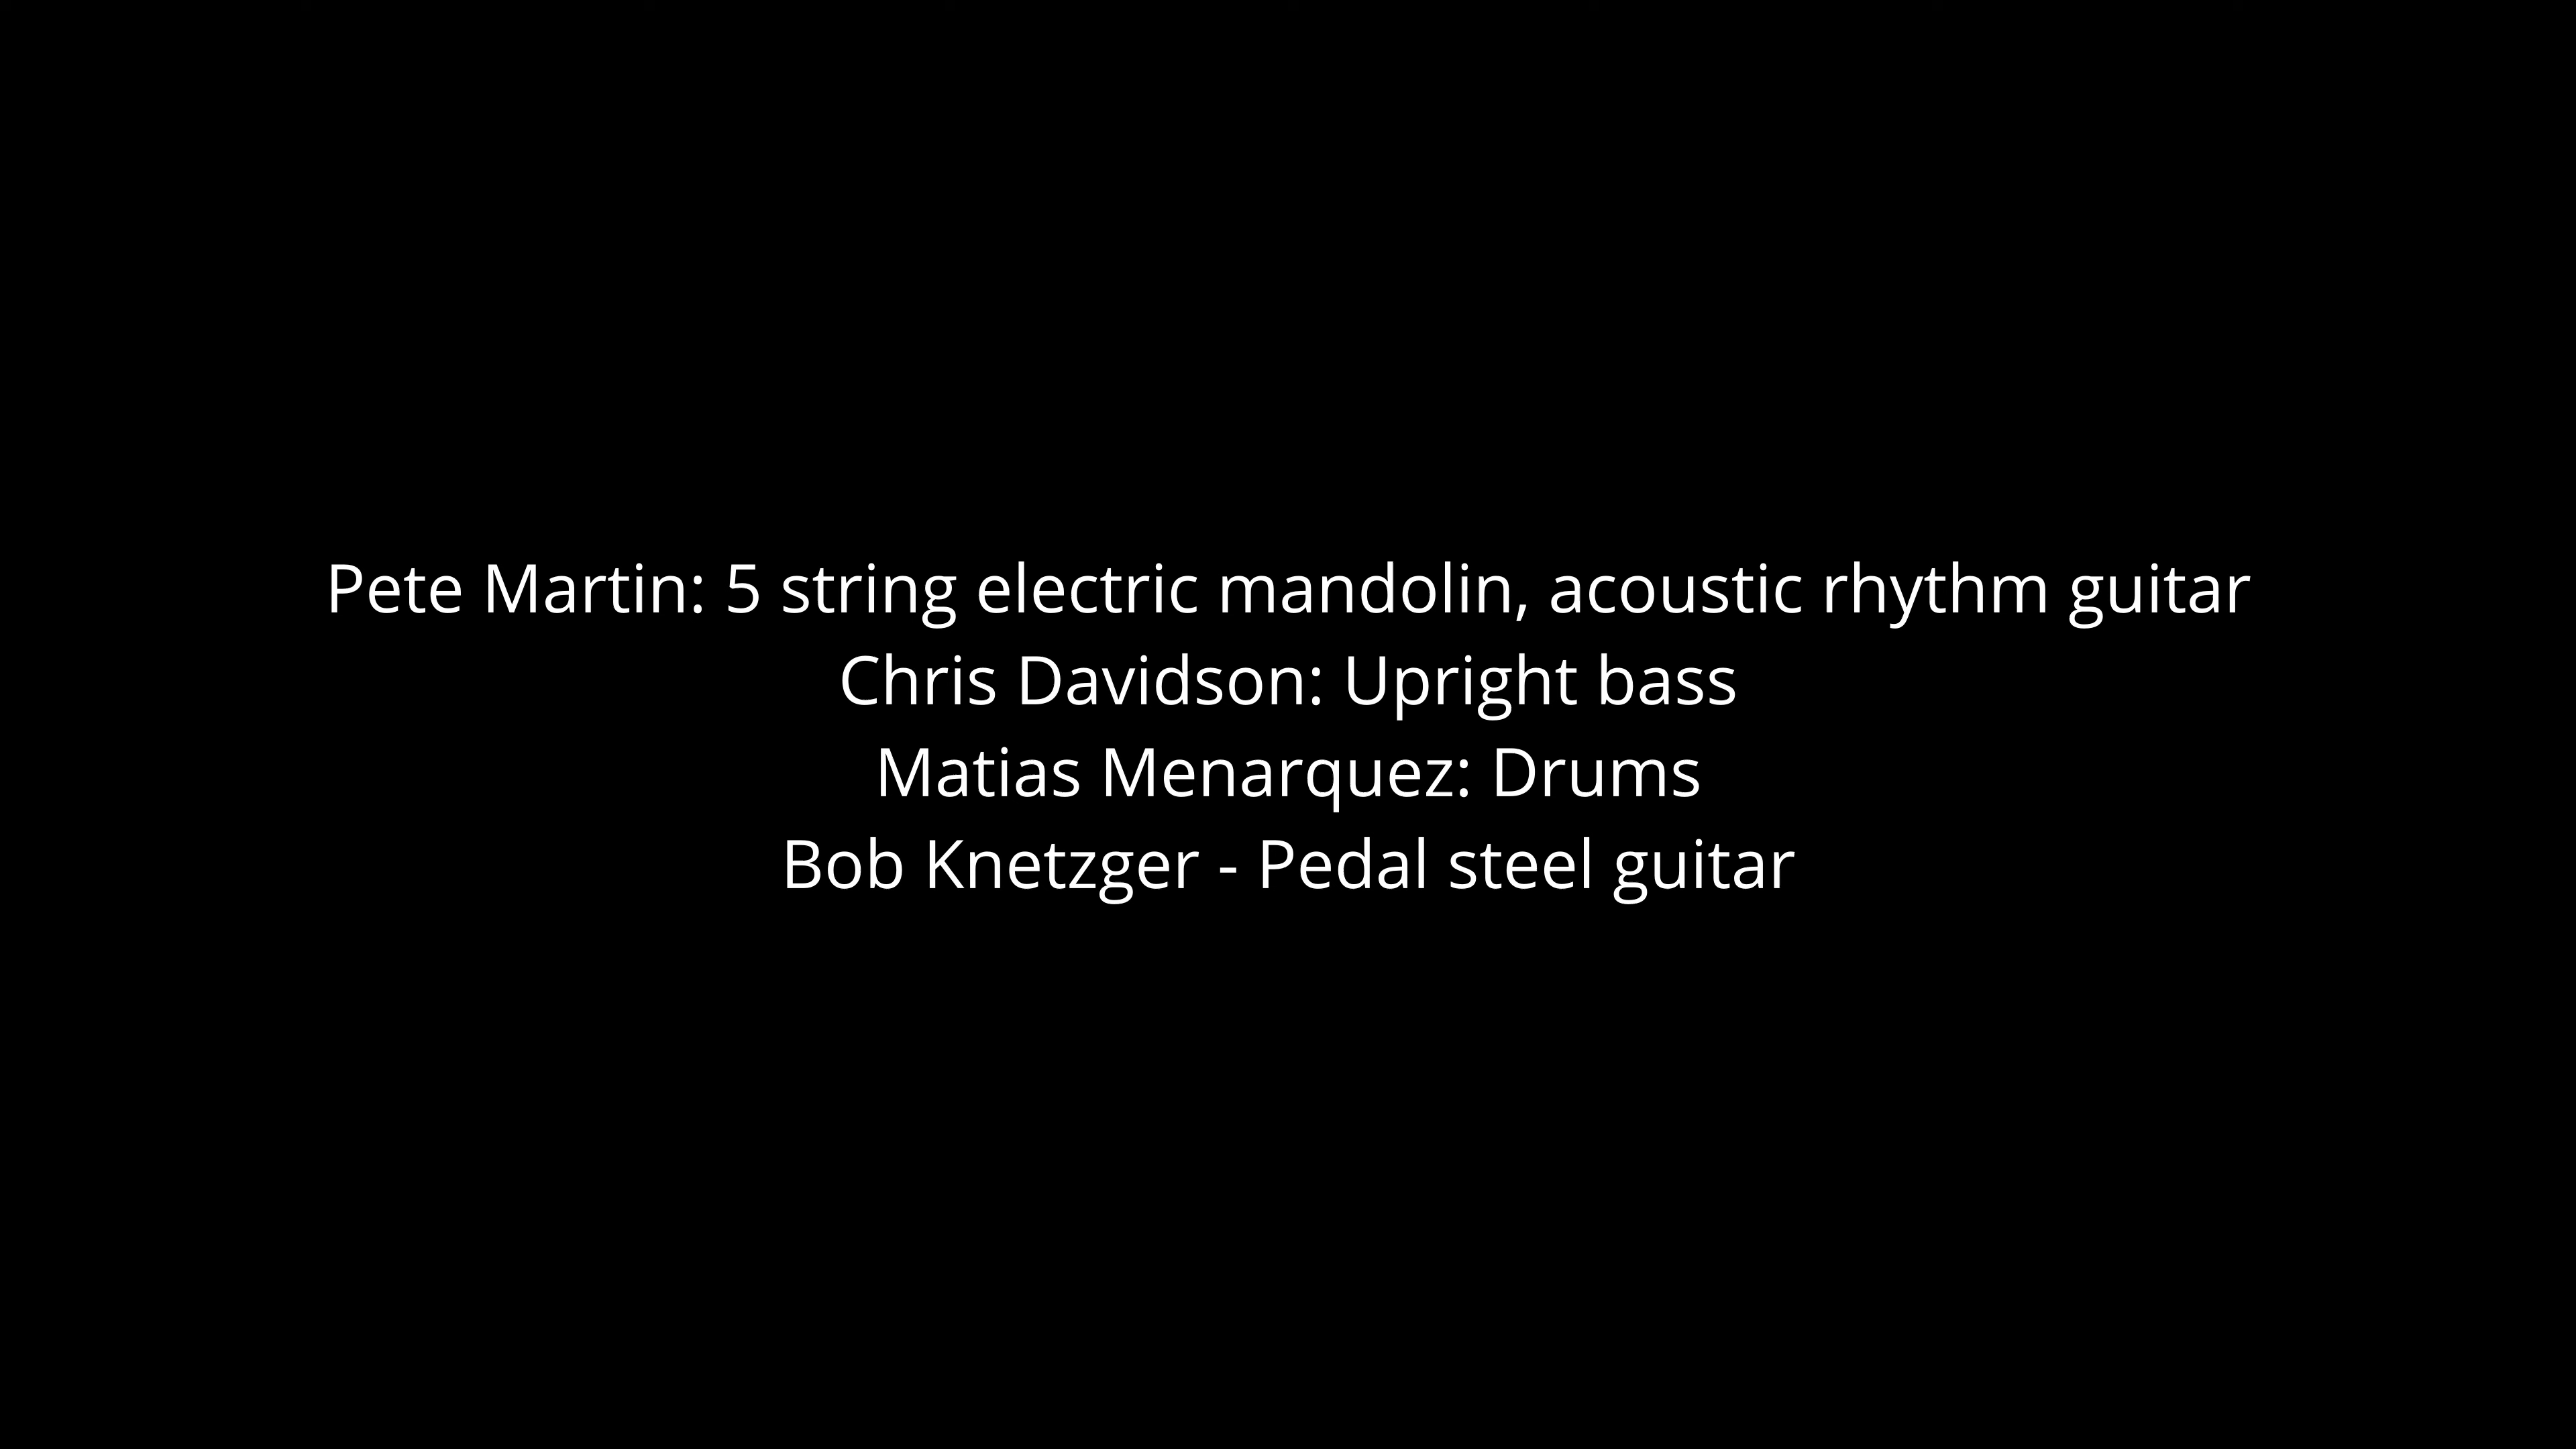 Pete Martin: 5 string electric mandolin, acoustic rhythm guitar
Chris Davidson: Upright bass
Matias Menarquez: Drums
Bob Knetzger - Pedal steel guitar